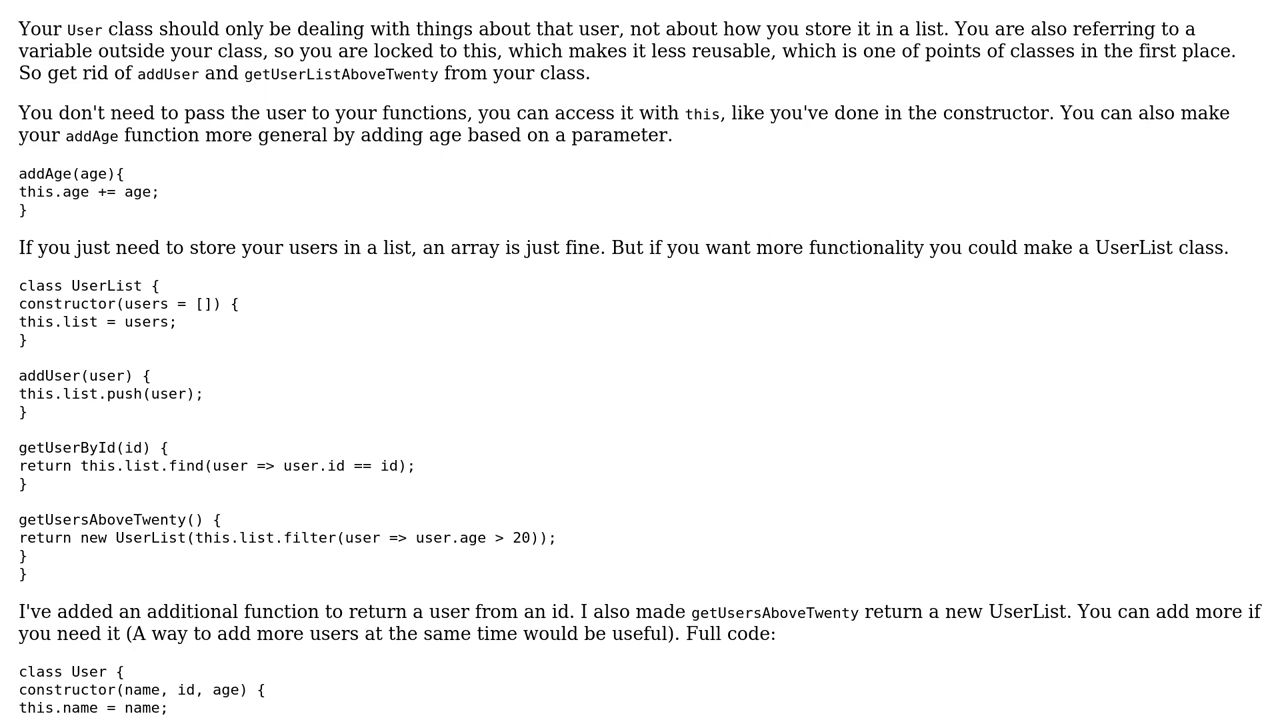 Your User class should only be dealing with things about that user, not about how you store it in a list. You are also referring to a
variable outside your class, so you are locked to this, which makes it less reusable, which is one of points of classes in the first place.
So get rid of addUser and getUserListAboveTwenty from your class.
You don't need to pass the user to your functions, you can access it with this, like you've done in the constructor. You can also make
your addAge function more general by adding age based on a parameter.
addAge(age){
this.age += age;
}
If you just need to store your users in a list, an array is just fine. But if you want more functionality you could make a UserList class.
class UserList {
constructor(users = []) {
this.list = users;
}
addUser(user) {
this.list.push(user);
}
getUserById(id) {
return this.list.find(user => user.id == id);
}
getUsersAboveTwenty() {
return new UserList(this.list.filter(user => user.age > 20));
}
}
I've added an additional function to return a user from an id. I also made getUsersAboveTwenty return a new UserList. You can add more if
you need it (A way to add more users at the same time would be useful). Full code:
class User {
constructor(name, id, age) {
this.name = name;